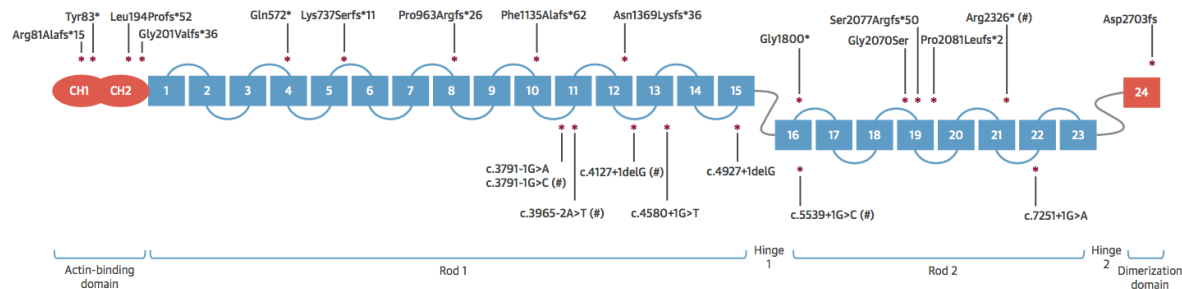 Tyr83*
Leu194Profs*52
Gln572*
Lys737Serfs*11
Pro963Argfs*26
Phe1135Alafs*62
Asn1369Lysfs*36
Ser2077Argfs*50
Arg2326* (#)
Asp2703fs
Arg81Alafs*15
Gly201Valfs*36
Gly1800*
Gly2070Ser
Pro2081Leufs*2
* * * * * * * * * * * * * *
CH1 CH2 1 2 3 4 5 6 7 8 9 10 11 12 13 14 15 24
16 17 18 19 20 21 22 23
* * * * * * *
c.3791-1G>A
c.3791-1G>C (#)
c.4127+1delG (#)
c.4927+1delG
c.3965-2A>T (#)
c.4580+1G>T
c.5539+1G>C (#)
c.7251+1G>A
Actin-binding
domain
Rod 1
Hinge
1
Rod 2
Hinge
2
Dimerization
domain